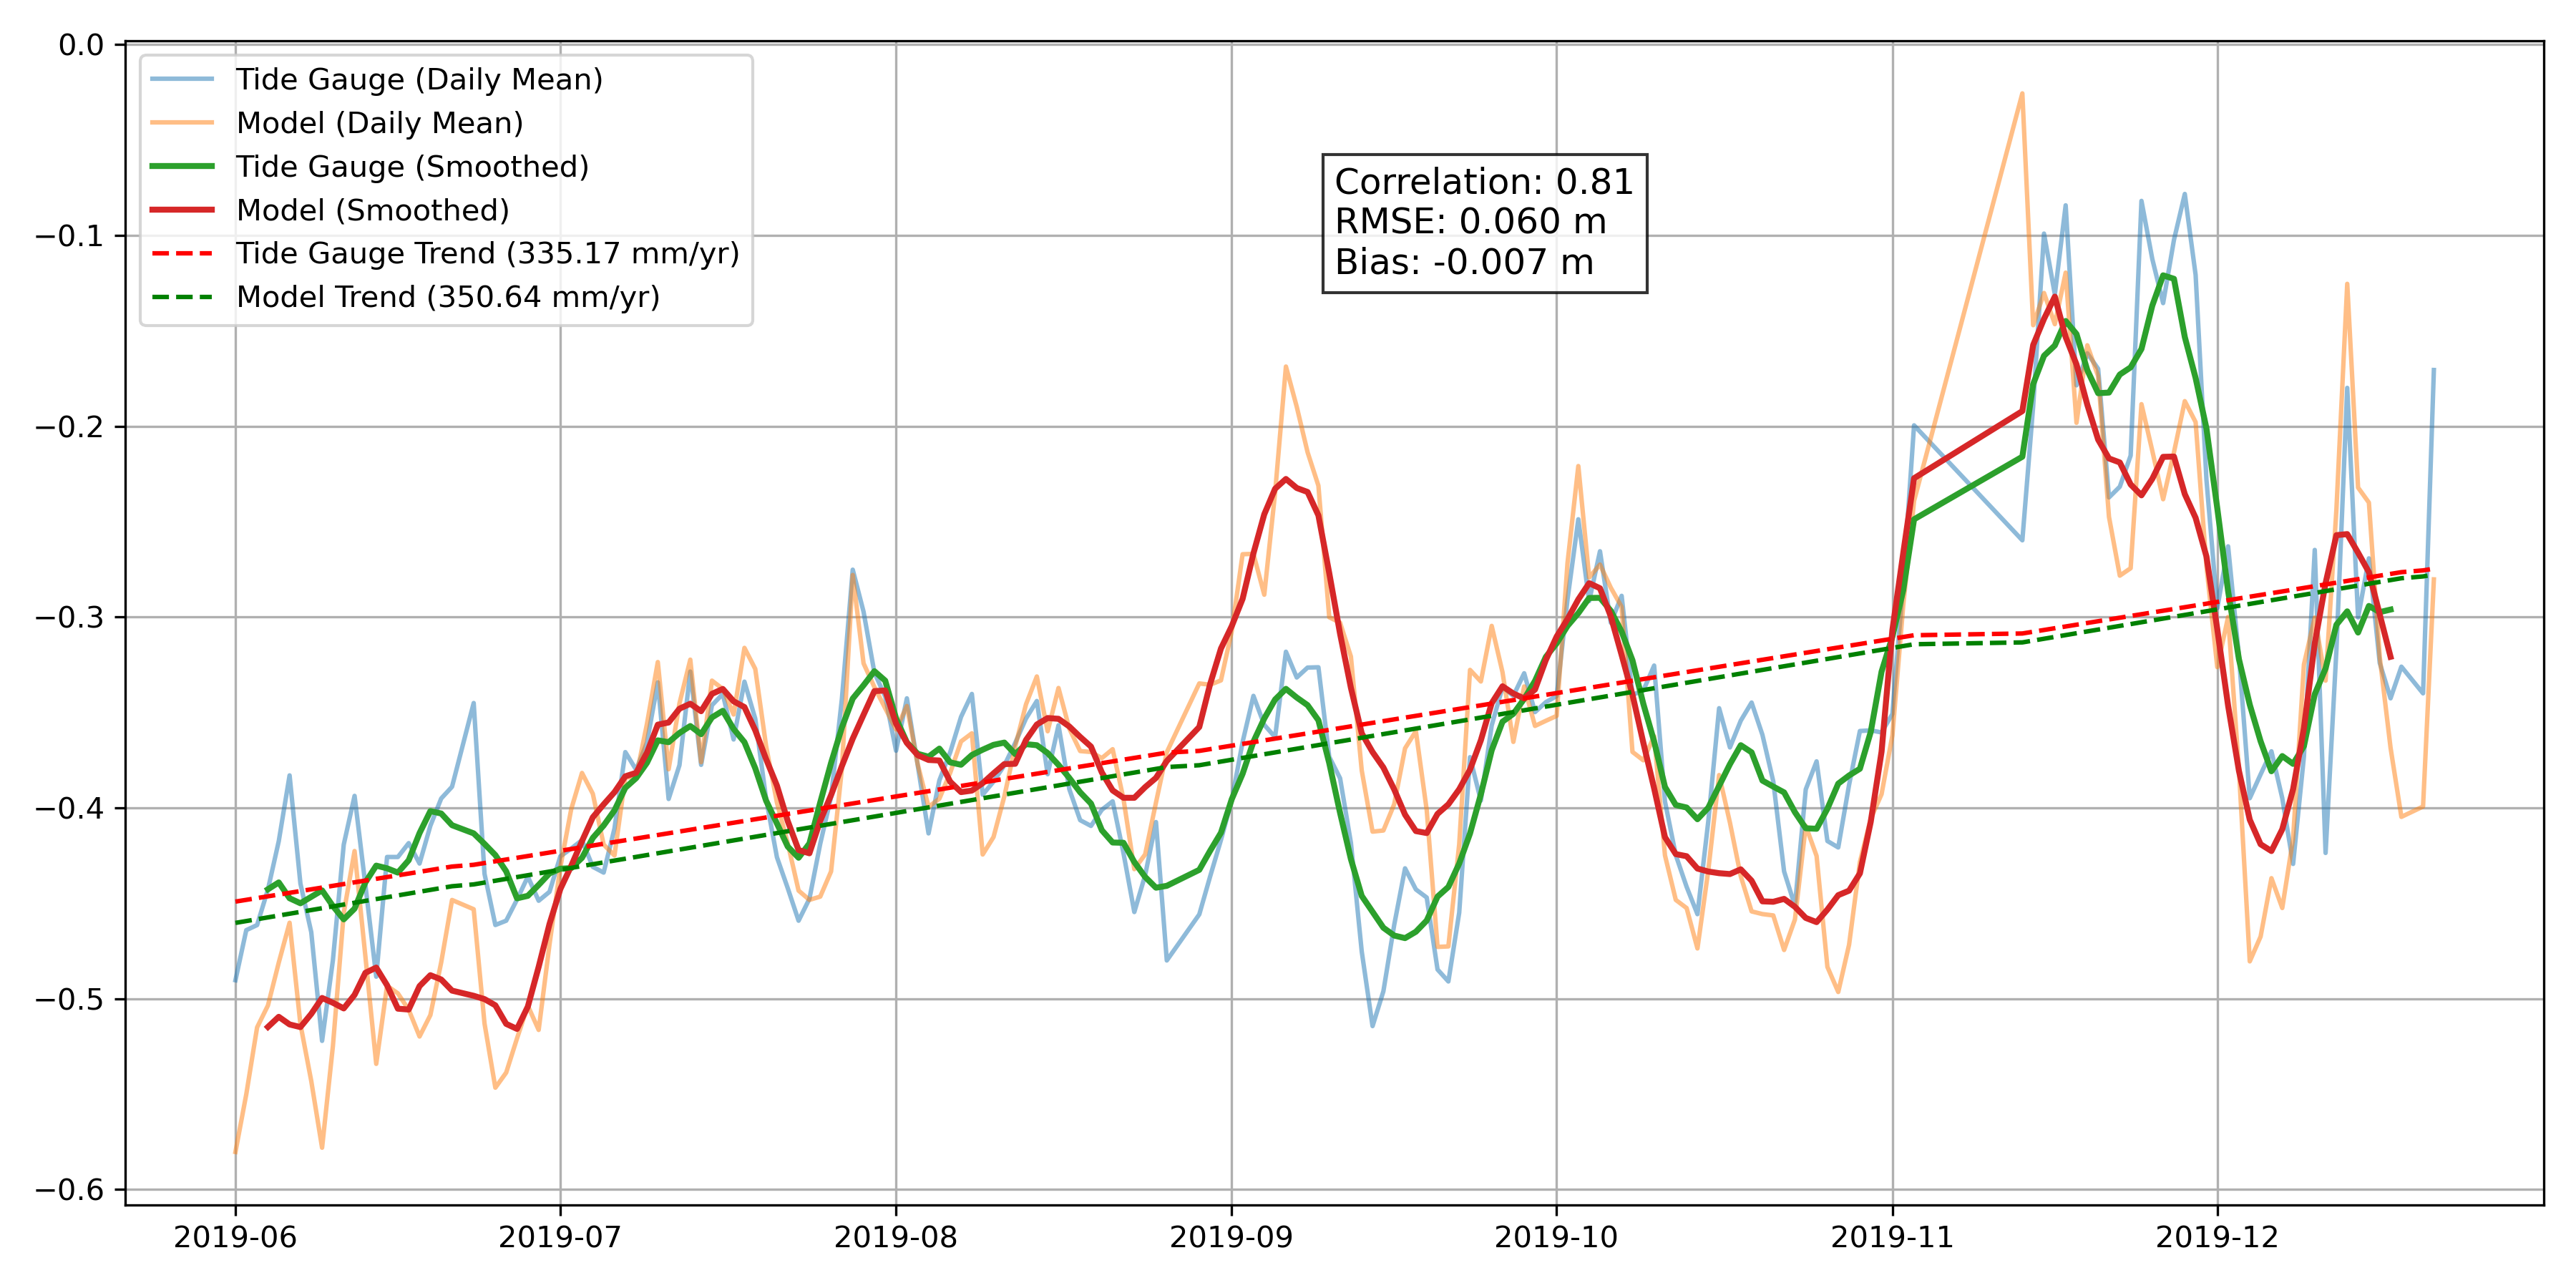 0.0
−0.1
−0.2
−0.3
−0.4
−0.5
−0.6
Tide Gauge (Daily Mean)
Model (Daily Mean)
Tide Gauge (Smoothed)
Model (Smoothed)
Tide Gauge Trend (335.17 mm/yr)
Model Trend (350.64 mm/yr)
Correlation: 0.81
RMSE: 0.060 m
Bias: -0.007 m
2019-06 2019-07 2019-08 2019-09 2019-10 2019-11 2019-12